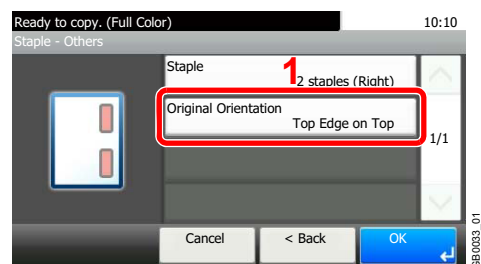 Ready to copy. (Full Color) 10:10
Staple - Others
Staple
1
2 staples (Right)
Original Orientation
Top Edge on Top
1/1
Cancel < Back OK
GB0033_01